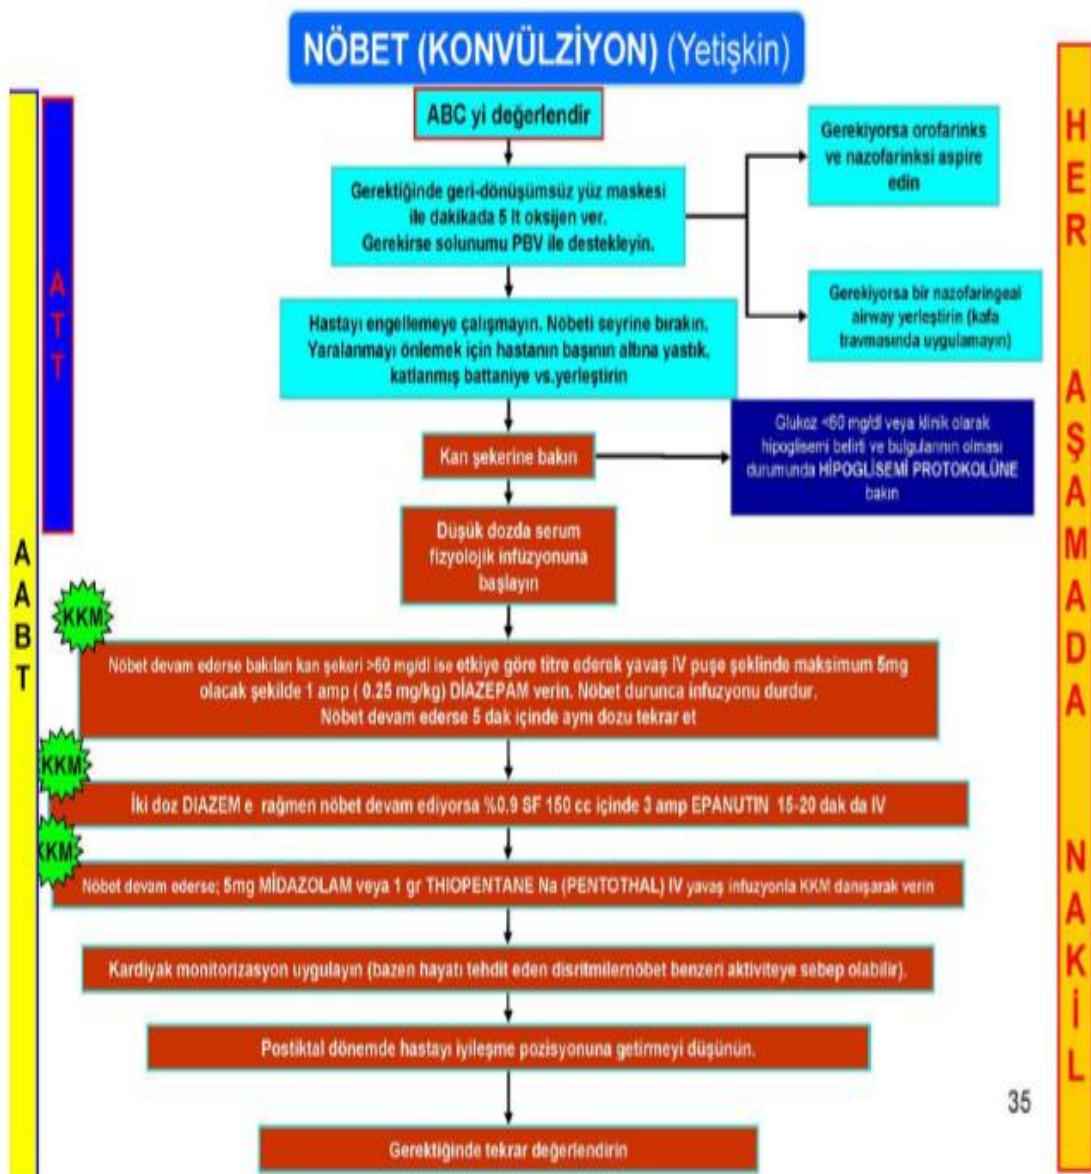 NÖBET (KONVÜLZİYON) (Yetişkin)
ABC yi değerlendir
Gerektiğinde geri-dönüşümsüz yüz maskesi
ile dakikada 5 lt oksijen ver.
Gerekirse solunumu PBV ile destekleyin.
Gerekiyorsa orofarinks
ve nazofarinksi aspire
edin
Gerekiyorsa bir nazofaringeal
airway yerleştirin (kafa
travmasında uygulamayın)
Hastayı engellemeye çalışmayın. Nöbeti seyrine bırakın.
Yaralanmayı önlemek için hastanın başının altına yastık,
katlanmış battaniye vs.yerleştirin
Kan şekerine bakın
Glukoz <60 mg/dl veya klinik olarak
hipoglisemi belirti ve bulgularının olması
durumunda HİPOGLİSEMİ PROTOKOLÜNE
bakın
Düşük dozda serum
fizyolojik infüzyonuna
başlayın
KKM
Nöbet devam ederse bakılan kan şekeri >60 mg/dl ise etkiye göre titre ederek yavaş IV puşe şeklinde maksimum 5mg
olacak şekilde 1 amp ( 0.25 mg/kg) DİAZEPAM verin. Nöbet durunca infuzyonu durdur.
Nöbet devam ederse 5 dak içinde aynı dozu tekrar et
KKM
İki doz DIAZEM e rağmen nöbet devam ediyorsa %0.9 SF 150 cc içinde 3 amp EPANUTIN 15-20 dak da IV
KKM
Nöbet devam ederse; 5mg MİDAZOLAM veya 1 gr THIOPENTANE Na (PENTOTHAL) IV yavaş infuzyonla KKM danışarak verin
Kardiyak monitorizasyon uygulayın (bazen hayatı tehdit eden disritmilernöbet benzeri aktiviteye sebep olabilir).
Postiktal dönemde hastayı iyileşme pozisyonuna getirmeyi düşünün.
Gerektiğinde tekrar değerlendirin
AABT
ATT
HER AŞAMADA NAKİL
35